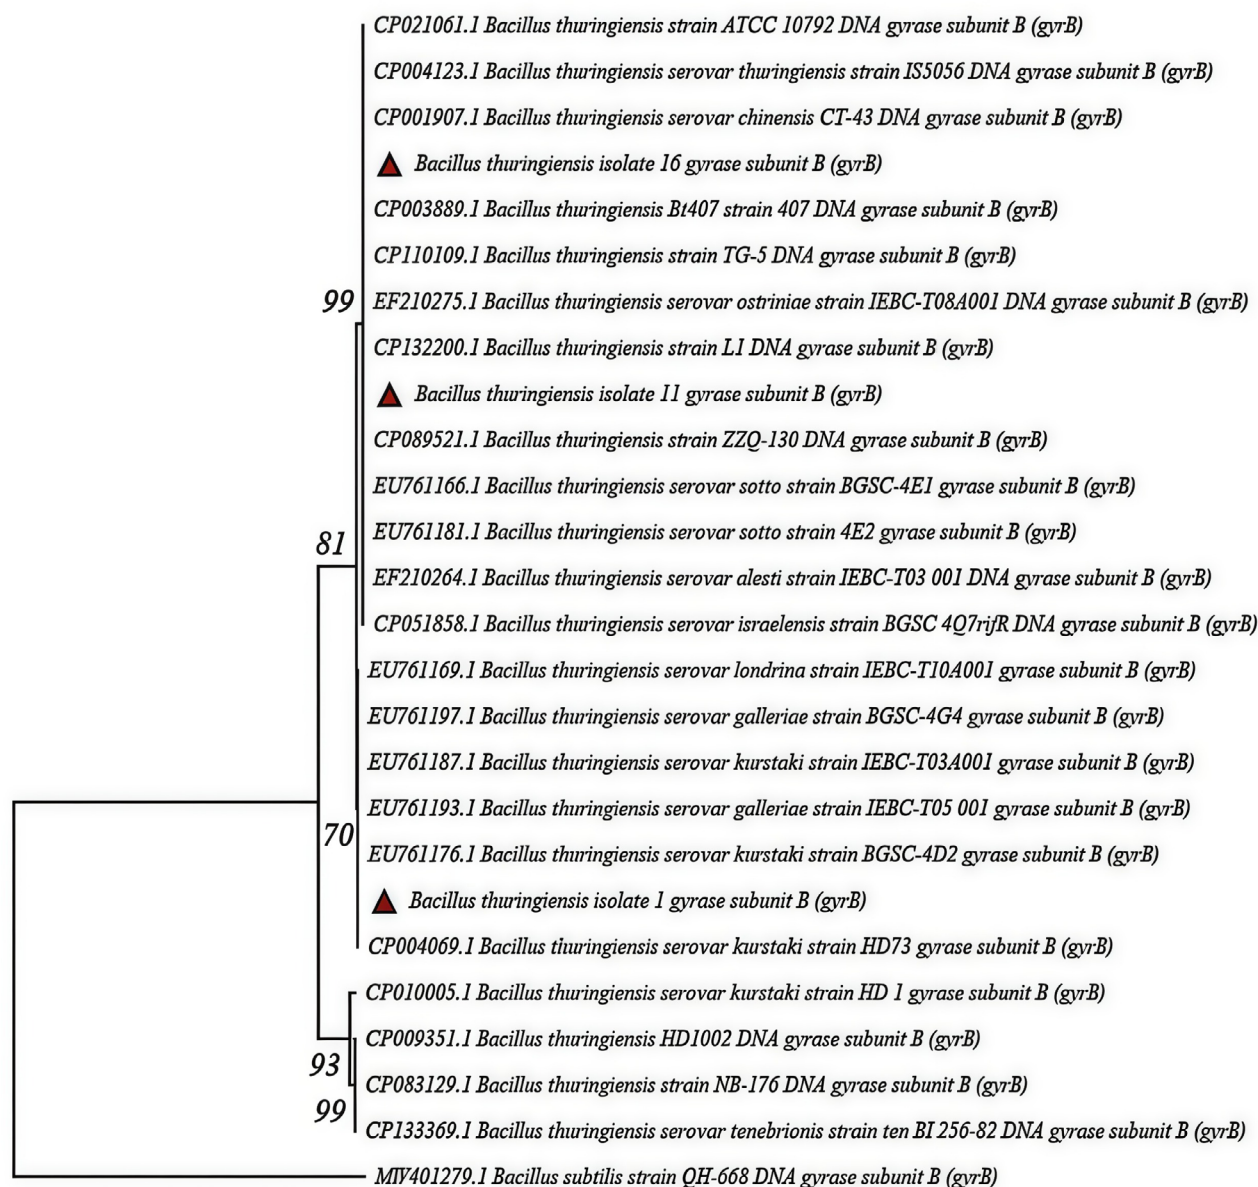 CP021061.1 Bacillus thuringiensis strain ATCC 10792 DNA gyrase subunit B (gyrB)
CP004123.1 Bacillus thuringiensis serovar thuringiensis strain IS5056 DNA gyrase subunit B (gyrB)
CP001907.1 Bacillus thuringiensis serovar chinensis CT-43 DNA gyrase subunit B (gyrB)
Bacillus thuringiensis isolate 16 gyrase subunit B (gyrB)
CP003889.1 Bacillus thuringiensis Bt407 strain 407 DNA gyrase subunit B (gyrB)
CP110109.1 Bacillus thuringiensis strain TG-5 DNA gyrase subunit B (gyrB)
99
EF210275.1 Bacillus thuringiensis serovar ostriniae strain IEBC-T08A001 DNA gyrase subunit B (gyrB)
CP132200.1 Bacillus thuringiensis strain L1 DNA gyrase subunit B (gyrB)
Bacillus thuringiensis isolate 11 gyrase subunit B (gyrB)
CP089521.1 Bacillus thuringiensis strain ZZQ-130 DNA gyrase subunit B (gyrB)
EU761166.1 Bacillus thuringiensis serovar sotto strain BGSC-4E1 gyrase subunit B (gyrB)
EU761181.1 Bacillus thuringiensis serovar sotto strain 4E2 gyrase subunit B (gyrB)
81
EF210264.1 Bacillus thuringiensis serovar alesti strain IEBC-T03 001 DNA gyrase subunit B (gyrB)
CP051858.1 Bacillus thuringiensis serovar israelensis strain BGSC 4Q7rifR DNA gyrase subunit B (gyrB)
EU761169.1 Bacillus thuringiensis serovar londrina strain IEBC-T10A001 gyrase subunit B (gyrB)
EU761197.1 Bacillus thuringiensis serovar galleriae strain BGSC-4G4 gyrase subunit B (gyrB)
EU761187.1 Bacillus thuringiensis serovar kurstaki strain IEBC-T03A001 gyrase subunit B (gyrB)
EU761193.1 Bacillus thuringiensis serovar galleriae strain IEBC-T05 001 gyrase subunit B (gyrB)
70
EU761176.1 Bacillus thuringiensis serovar kurstaki strain BGSC-4D2 gyrase subunit B (gyrB)
Bacillus thuringiensis isolate 1 gyrase subunit B (gyrB)
CP004069.1 Bacillus thuringiensis serovar kurstaki strain HD73 gyrase subunit B (gyrB)
CP010005.1 Bacillus thuringiensis serovar kurstaki strain HD 1 gyrase subunit B (gyrB)
CP009351.1 Bacillus thuringiensis HD1002 DNA gyrase subunit B (gyrB)
93
CP083129.1 Bacillus thuringiensis strain NB-176 DNA gyrase subunit B (gyrB)
99
CP133369.1 Bacillus thuringiensis serovar tenebrionis strain ten BI 256-82 DNA gyrase subunit B (gyrB)
MW401279.1 Bacillus subtilis strain QH-668 DNA gyrase subunit B (gyrB)